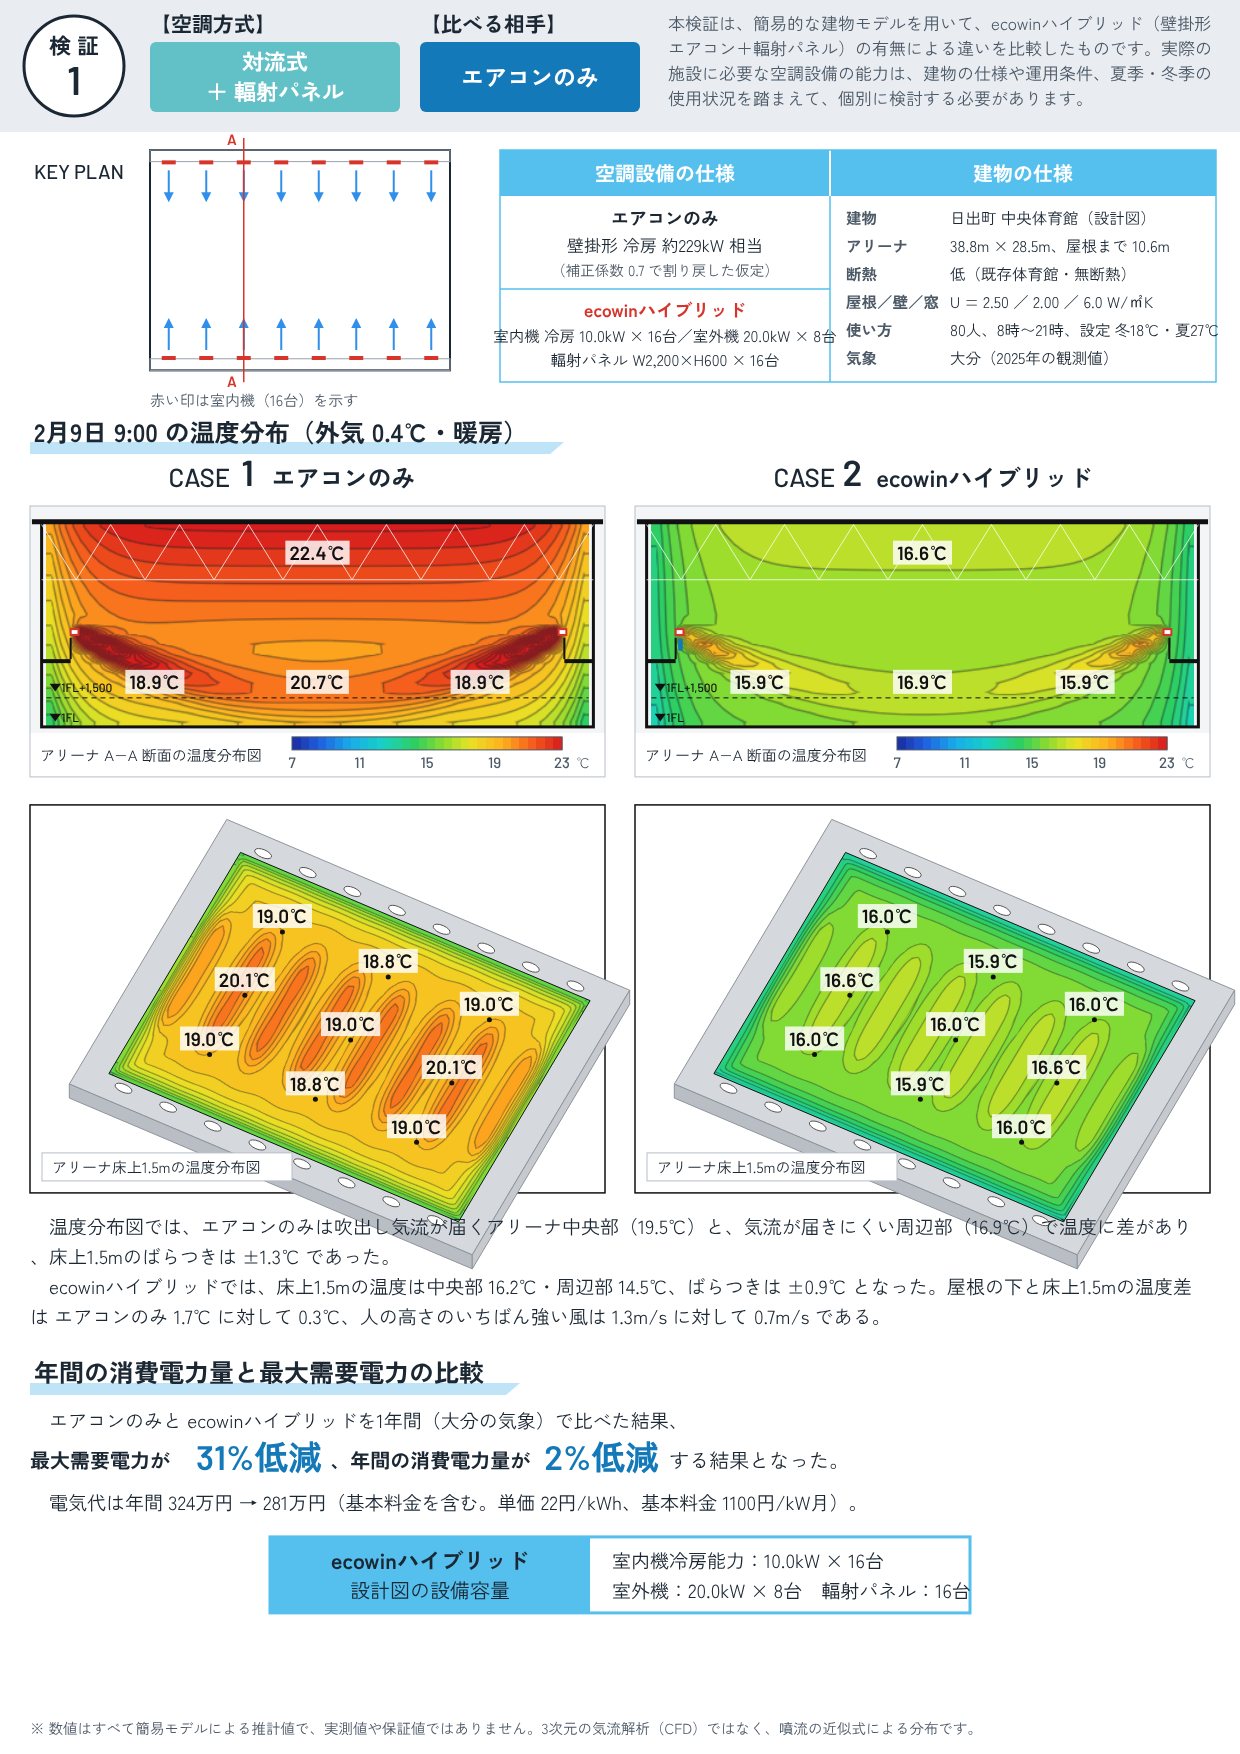 検 証
1
【空調方式】
対流式
＋ 輻射パネル
【比べる相手】
エアコンのみ
本検証は、簡易的な建物モデルを用いて、ecowinハイブリッド（壁掛形
エアコン＋輻射パネル）の有無による違いを比較したものです。実際の
施設に必要な空調設備の能力は、建物の仕様や運用条件、夏季・冬季の
使用状況を踏まえて、個別に検討する必要があります。
KEY PLAN
A
A
赤い印は室内機（16台）を示す
空調設備の仕様
エアコンのみ
壁掛形 冷房 約229kW 相当
（補正係数 0.7 で割り戻した仮定）
ecowinハイブリッド
室内機 冷房 10.0kW × 16台／室外機 20.0kW × 8台
輻射パネル W2,200×H600 × 16台
建物の仕様
建物 日出町 中央体育館（設計図）
アリーナ 38.8m × 28.5m、屋根まで 10.6m
断熱 低（既存体育館・無断熱）
屋根／壁／窓 U = 2.50 ／ 2.00 ／ 6.0 W/㎡K
使い方 80人、8時〜21時、設定 冬18℃・夏27℃
気象 大分（2025年の観測値）
2月9日 9:00 の温度分布（外気 0.4℃・暖房）
CASE 1 エアコンのみ
22.4℃
18.9℃
20.7℃
18.9℃
▼1FL+1,500
▼1FL
アリーナ A−A 断面の温度分布図
7 11 15 19 23 ℃
CASE 2 ecowinハイブリッド
16.6℃
15.9℃
16.9℃
15.9℃
▼1FL+1,500
▼1FL
アリーナ A−A 断面の温度分布図
7 11 15 19 23 ℃
19.0℃
18.8℃
20.1℃
19.0℃
19.0℃
19.0℃
20.1℃
18.8℃
19.0℃
アリーナ床上1.5mの温度分布図
16.0℃
15.9℃
16.6℃
16.0℃
16.0℃
16.0℃
16.6℃
15.9℃
16.0℃
アリーナ床上1.5mの温度分布図
温度分布図では、エアコンのみは吹出し気流が届くアリーナ中央部（19.5℃）と、気流が届きにくい周辺部（16.9℃）で温度に差があり
、床上1.5mのばらつきは ±1.3℃ であった。
ecowinハイブリッドでは、床上1.5mの温度は中央部 16.2℃・周辺部 14.5℃、ばらつきは ±0.9℃ となった。屋根の下と床上1.5mの温度差
は エアコンのみ 1.7℃ に対して 0.3℃、人の高さのいちばん強い風は 1.3m/s に対して 0.7m/s である。
年間の消費電力量と最大需要電力の比較
エアコンのみと ecowinハイブリッドを1年間（大分の気象）で比べた結果、
最大需要電力が 31%低減 、年間の消費電力量が 2%低減 する結果となった。
電気代は年間 324万円 → 281万円（基本料金を含む。単価 22円/kWh、基本料金 1100円/kW月）。
ecowinハイブリッド
設計図の設備容量
室内機冷房能力：10.0kW × 16台
室外機：20.0kW × 8台　輻射パネル：16台
※ 数値はすべて簡易モデルによる推計値で、実測値や保証値ではありません。3次元の気流解析（CFD）ではなく、噴流の近似式による分布です。